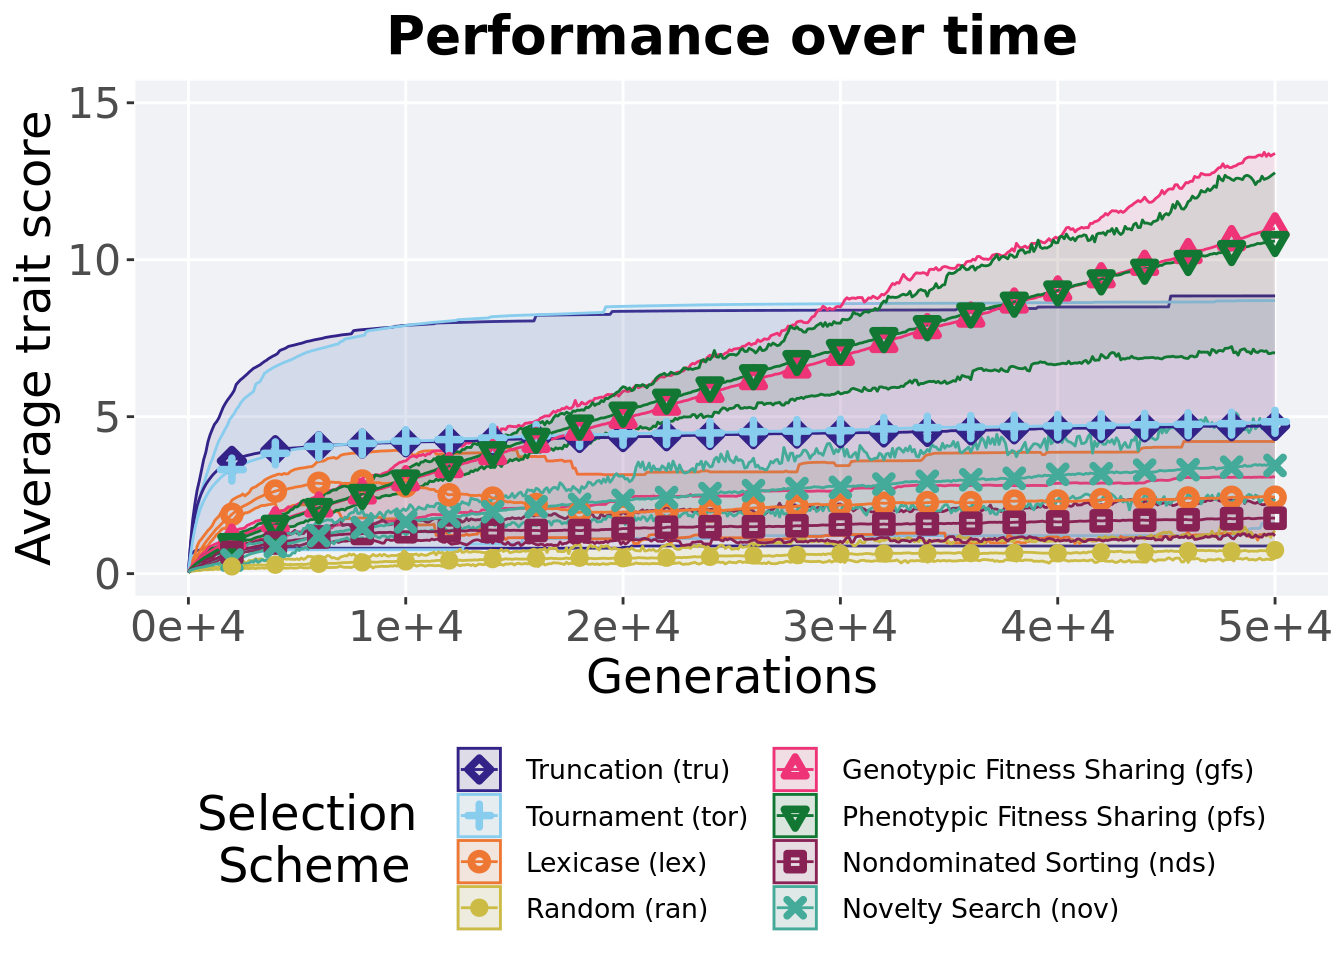 Performance over time
Average trait score
15
10
5
0
0e+4 1e+4 2e+4 3e+4 4e+4 5e+4
Generations
Selection
Scheme
Truncation (tru)
Tournament (tor)
Lexicase (lex)
Random (ran)
Genotypic Fitness Sharing (gfs)
Phenotypic Fitness Sharing (pfs)
Nondominated Sorting (nds)
Novelty Search (nov)